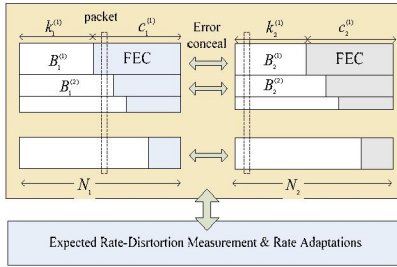 packet
k₁⁽¹⁾ c₁⁽¹⁾ Error conceal k₂⁽¹⁾ c₂⁽¹⁾
B₁⁽¹⁾ FEC B₂⁽¹⁾ FEC
B₁⁽²⁾ B₂⁽²⁾
N₁ N₂
Expected Rate-Disrtortion Measurement & Rate Adaptations